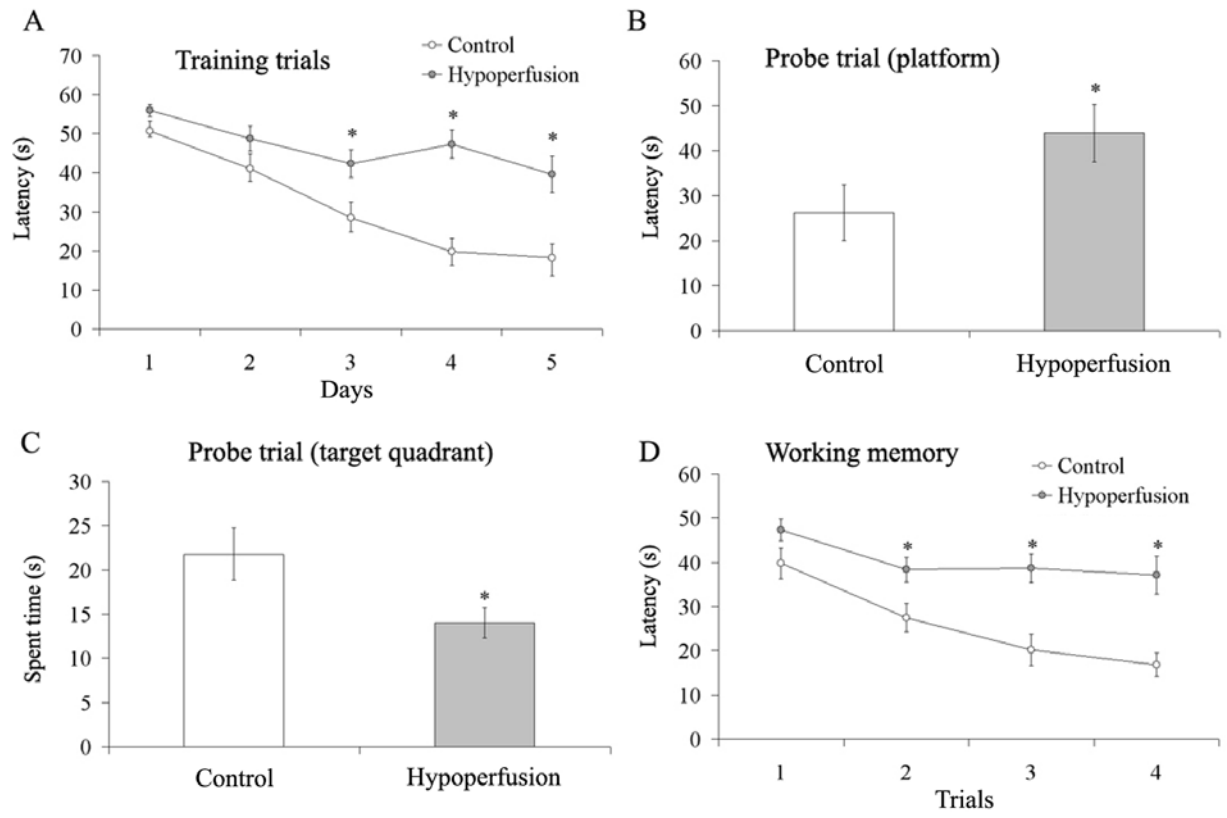 A
Training trials
Control
Hypoperfusion
70
60
50
40
30
20
10
0
Latency (s)
*
*
*
1 2 3 4 5
Days
B
Probe trial (platform)
60
50
40
30
20
10
0
Latency (s)
*
Control Hypoperfusion
C
Probe trial (target quadrant)
30
25
20
15
10
5
0
Spent time (s)
*
Control Hypoperfusion
D
Working memory
Control
Hypoperfusion
60
50
40
30
20
10
0
Latency (s)
*
*
*
1 2 3 4
Trials